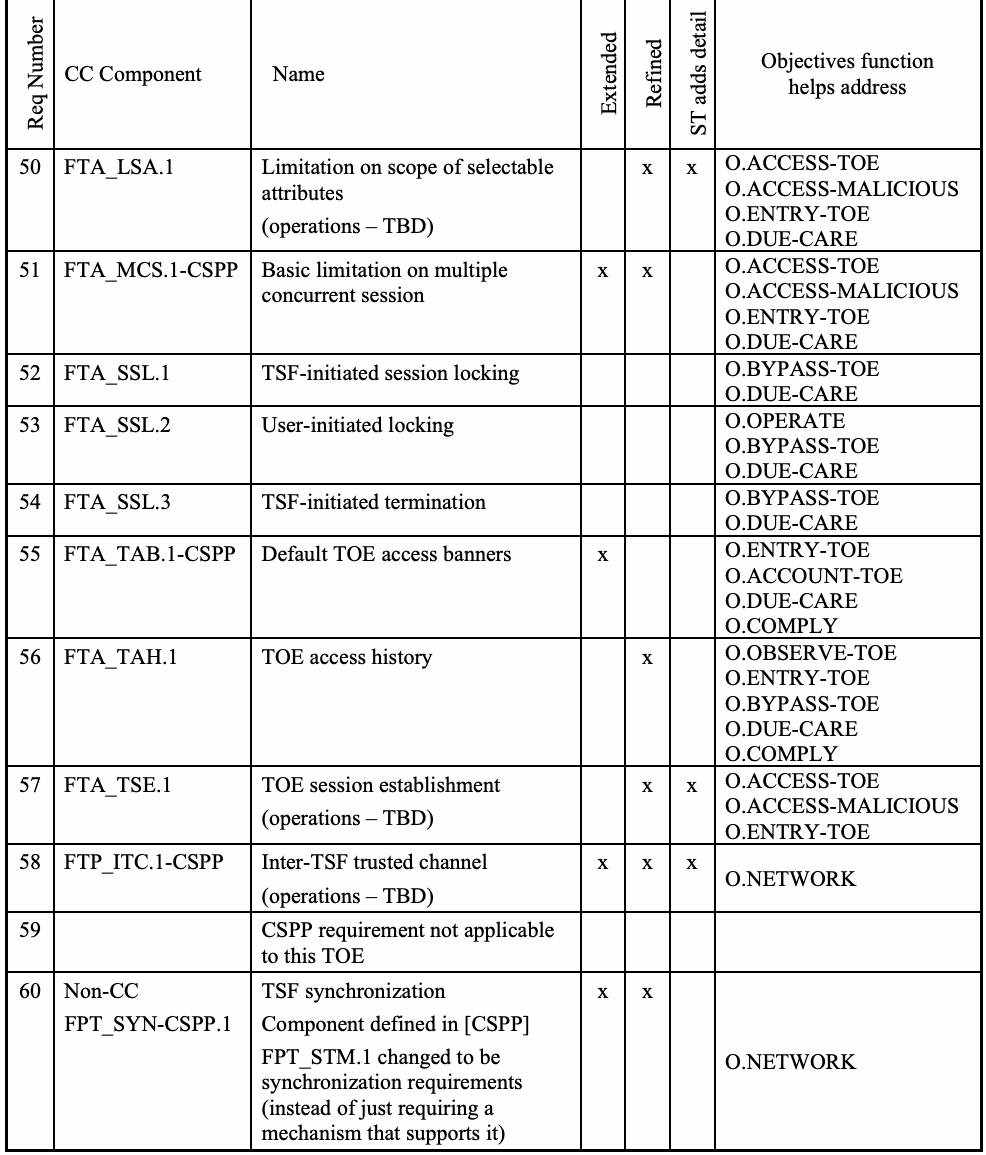 Req Number
CC Component
Name
Extended
Refined
ST adds detail
Objectives function
helps address
50
FTA_LSA.1
Limitation on scope of selectable
attributes
(operations – TBD)
x
x
O.ACCESS-TOE
O.ACCESS-MALICIOUS
O.ENTRY-TOE
O.DUE-CARE
51
FTA_MCS.1-CSPP
Basic limitation on multiple
concurrent session
x
x
O.ACCESS-TOE
O.ACCESS-MALICIOUS
O.ENTRY-TOE
O.DUE-CARE
52
FTA_SSL.1
TSF-initiated session locking
O.BYPASS-TOE
O.DUE-CARE
53
FTA_SSL.2
User-initiated locking
O.OPERATE
O.BYPASS-TOE
O.DUE-CARE
54
FTA_SSL.3
TSF-initiated termination
O.BYPASS-TOE
O.DUE-CARE
55
FTA_TAB.1-CSPP
Default TOE access banners
x
O.ENTRY-TOE
O.ACCOUNT-TOE
O.DUE-CARE
O.COMPLY
56
FTA_TAH.1
TOE access history
x
O.OBSERVE-TOE
O.ENTRY-TOE
O.BYPASS-TOE
O.DUE-CARE
O.COMPLY
57
FTA_TSE.1
TOE session establishment
(operations – TBD)
x
x
O.ACCESS-TOE
O.ACCESS-MALICIOUS
O.ENTRY-TOE
58
FTP_ITC.1-CSPP
Inter-TSF trusted channel
(operations – TBD)
x
x
x
O.NETWORK
59
CSPP requirement not applicable
to this TOE
60
Non-CC
FPT_SYN-CSPP.1
TSF synchronization
Component defined in [CSPP]
FPT_STM.1 changed to be
synchronization requirements
(instead of just requiring a
mechanism that supports it)
x
x
O.NETWORK